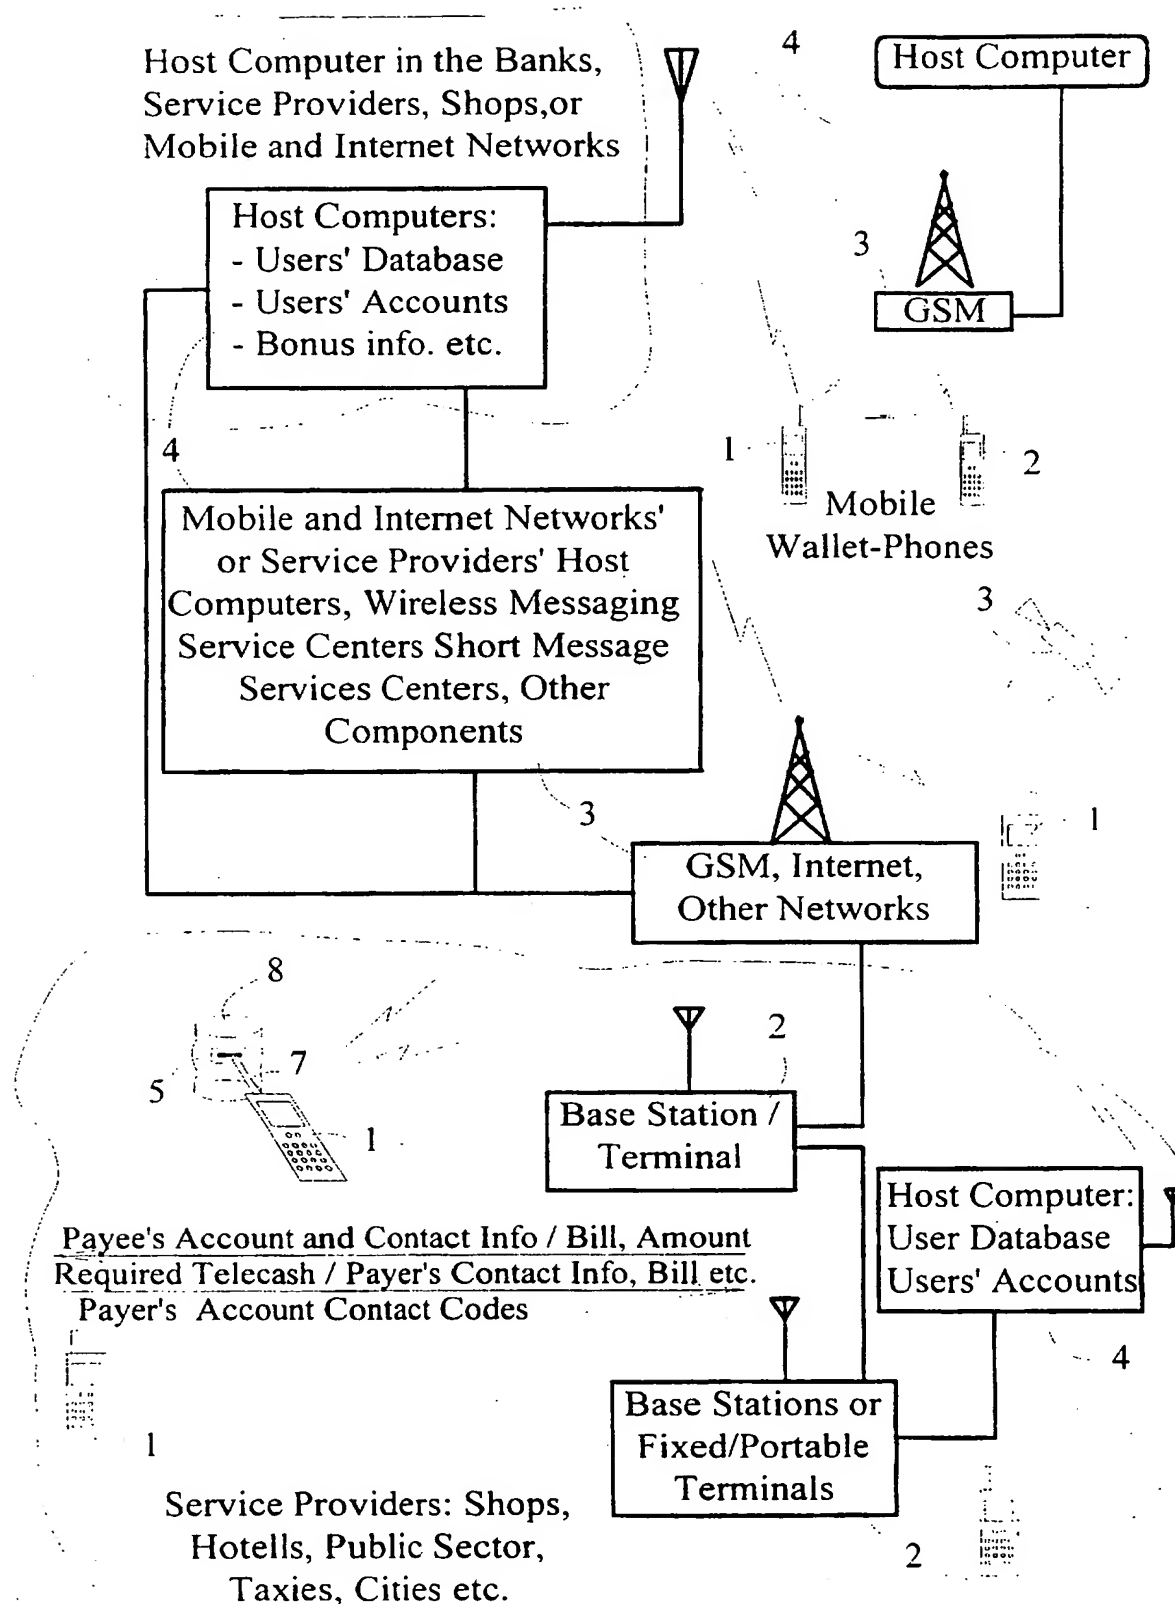 Host Computer in the Banks,
Service Providers, Shops,or
Mobile and Internet Networks
4
Host Computer
Host Computers:
- Users' Database
- Users' Accounts
- Bonus info. etc.
3
GSM
4
1
2
Mobile
Wallet-Phones
Mobile and Internet Networks'
or Service Providers' Host
Computers, Wireless Messaging
Service Centers Short Message
Services Centers, Other
Components
3
3
1
GSM, Internet,
Other Networks
8
7
5
1
2
Base Station /
Terminal
Host Computer:
User Database
Users' Accounts
Payee's Account and Contact Info / Bill, Amount
Required Telecash / Payer's Contact Info, Bill etc.
Payer's Account Contact Codes
4
1
Base Stations or
Fixed/Portable
Terminals
2
Service Providers: Shops,
Hotells, Public Sector,
Taxies, Cities etc.